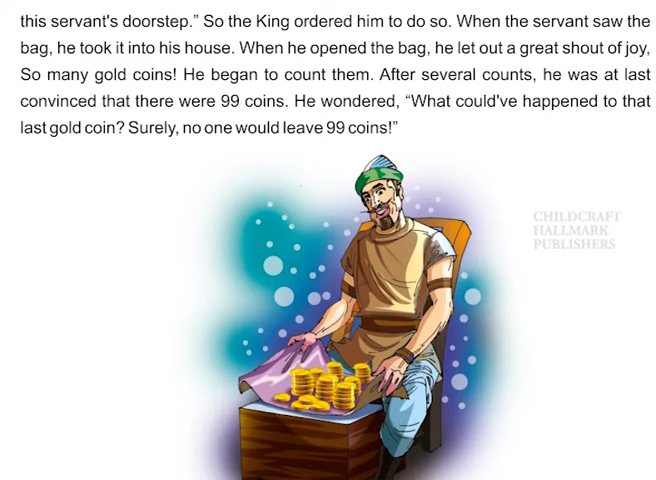 this servant's doorstep.” So the King ordered him to do so. When the servant saw the
bag, he took it into his house. When he opened the bag, he let out a great shout of joy,
So many gold coins! He began to count them. After several counts, he was at last
convinced that there were 99 coins. He wondered, “What could've happened to that
last gold coin? Surely, no one would leave 99 coins!”
CHILDCRAFT
HALLMARK
PUBLISHERS